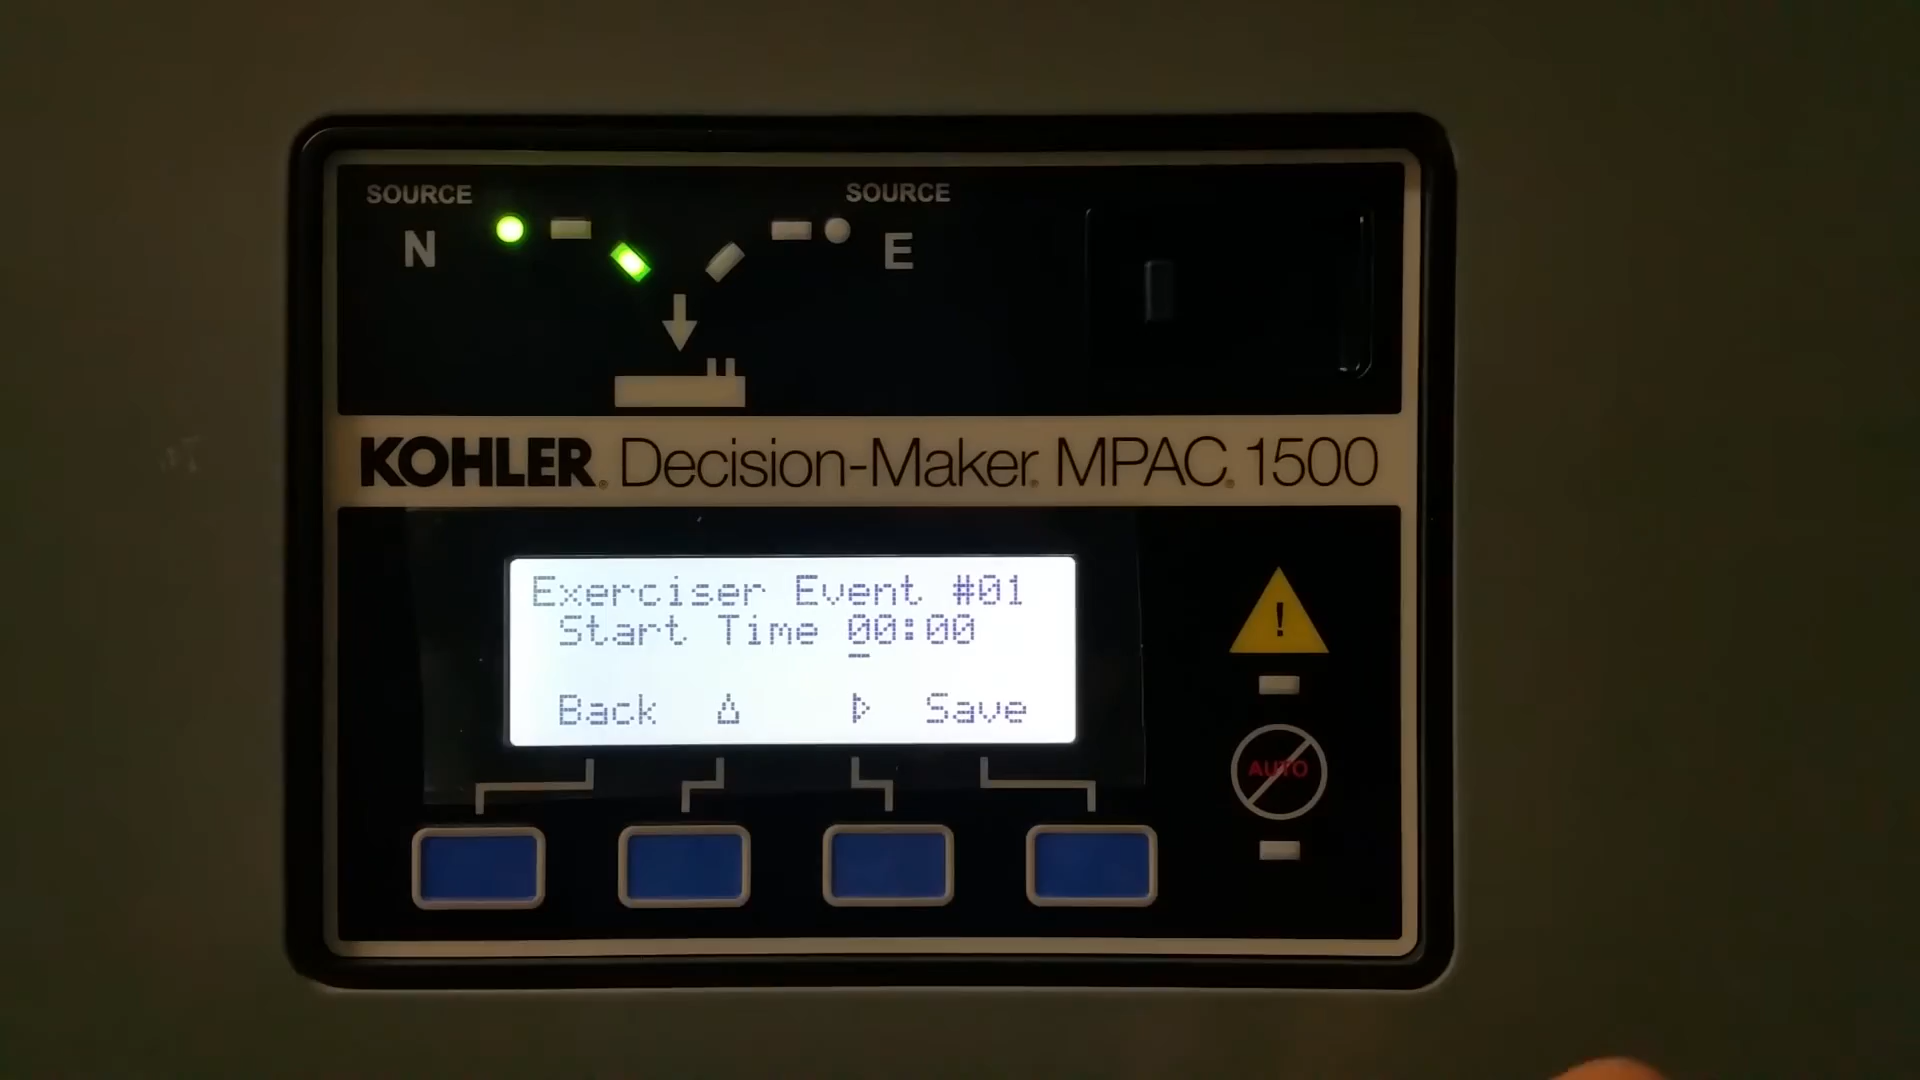 SOURCE
N
SOURCE
E
KOHLER® Decision-Maker® MPAC® 1500
Exerciser Event #01
Start Time 00:00
Back △ ▷ Save
!
AUTO